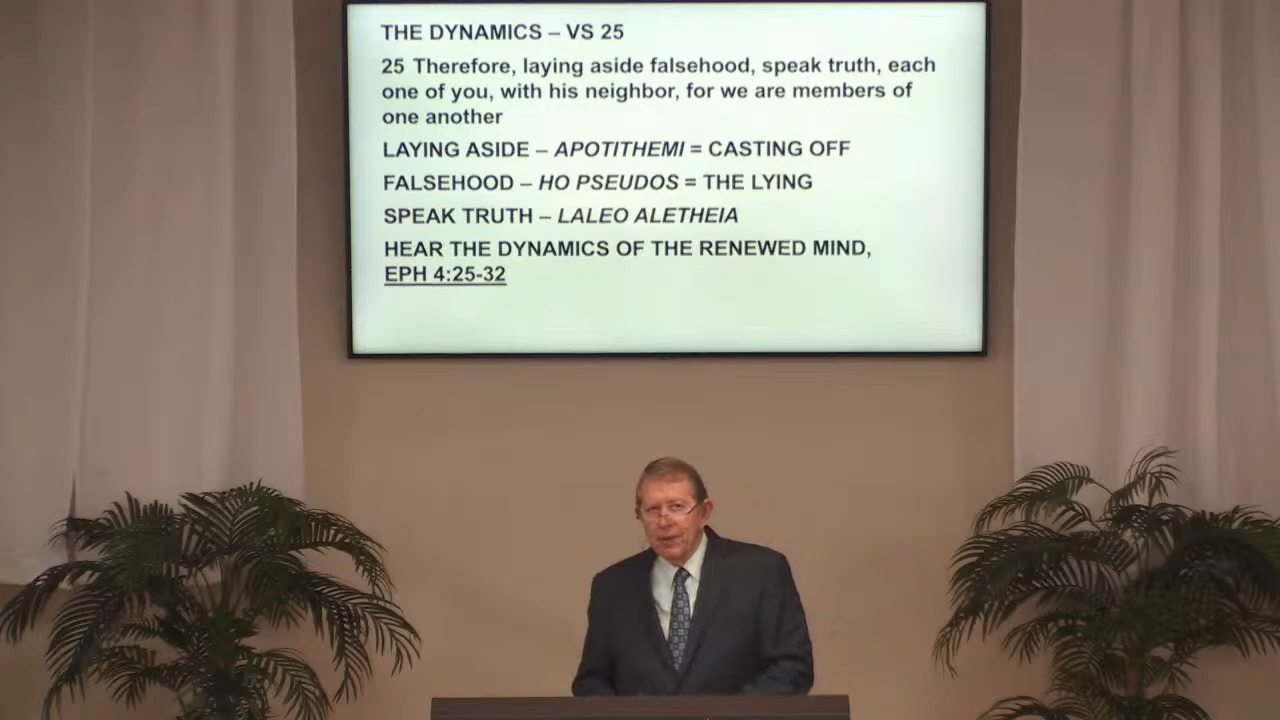 THE DYNAMICS – VS 25
25 Therefore, laying aside falsehood, speak truth, each
one of you, with his neighbor, for we are members of
one another
LAYING ASIDE – APOTITHEMI = CASTING OFF
FALSEHOOD – HO PSEUDOS = THE LYING
SPEAK TRUTH – LALEO ALETHEIA
HEAR THE DYNAMICS OF THE RENEWED MIND,
EPH 4:25-32